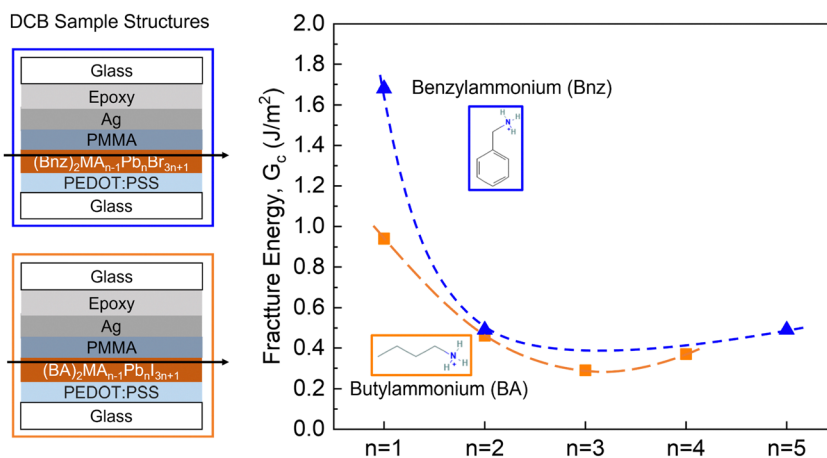 DCB Sample Structures
Glass
Epoxy
Ag
PMMA
(Bnz)₂MAₙ₋₁PbₙBr₃ₙ₊₁
PEDOT:PSS
Glass
Glass
Epoxy
Ag
PMMA
(BA)₂MAₙ₋₁PbₙI₃ₙ₊₁
PEDOT:PSS
Glass
Fractture Energy, G꜀ (J/m²)
2.0
1.8
1.6
1.4
1.2
1.0
0.8
0.6
0.4
0.2
0.0
Benzylammonium (Bnz)
H
H
N
+
H
H
N
+
H
H
Butylammonium (BA)
n=1
n=2
n=3
n=4
n=5